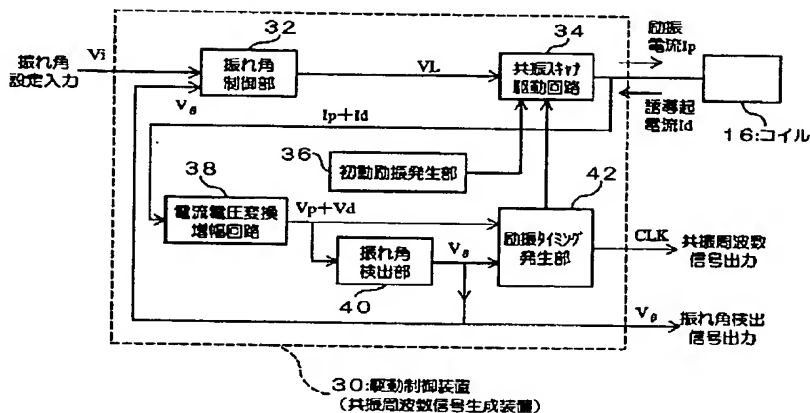 振れ角
設定入力
Vi
32
振れ角
制御部
Vθ
VL
34
共振スキャナ
駆動回路
励振
電流Ip
誘導起
電流Id
16:コイル
Ip+Id
36
初動励振発生部
38
電流電圧変換
増幅回路
Vp+Vd
40
振れ角
検出部
Vθ
42
励振タイミング
発生部
CLK
共振周波数
信号出力
Vθ
振れ角検出
信号出力
30:駆動制御装置
(共振周波数信号生成装置)